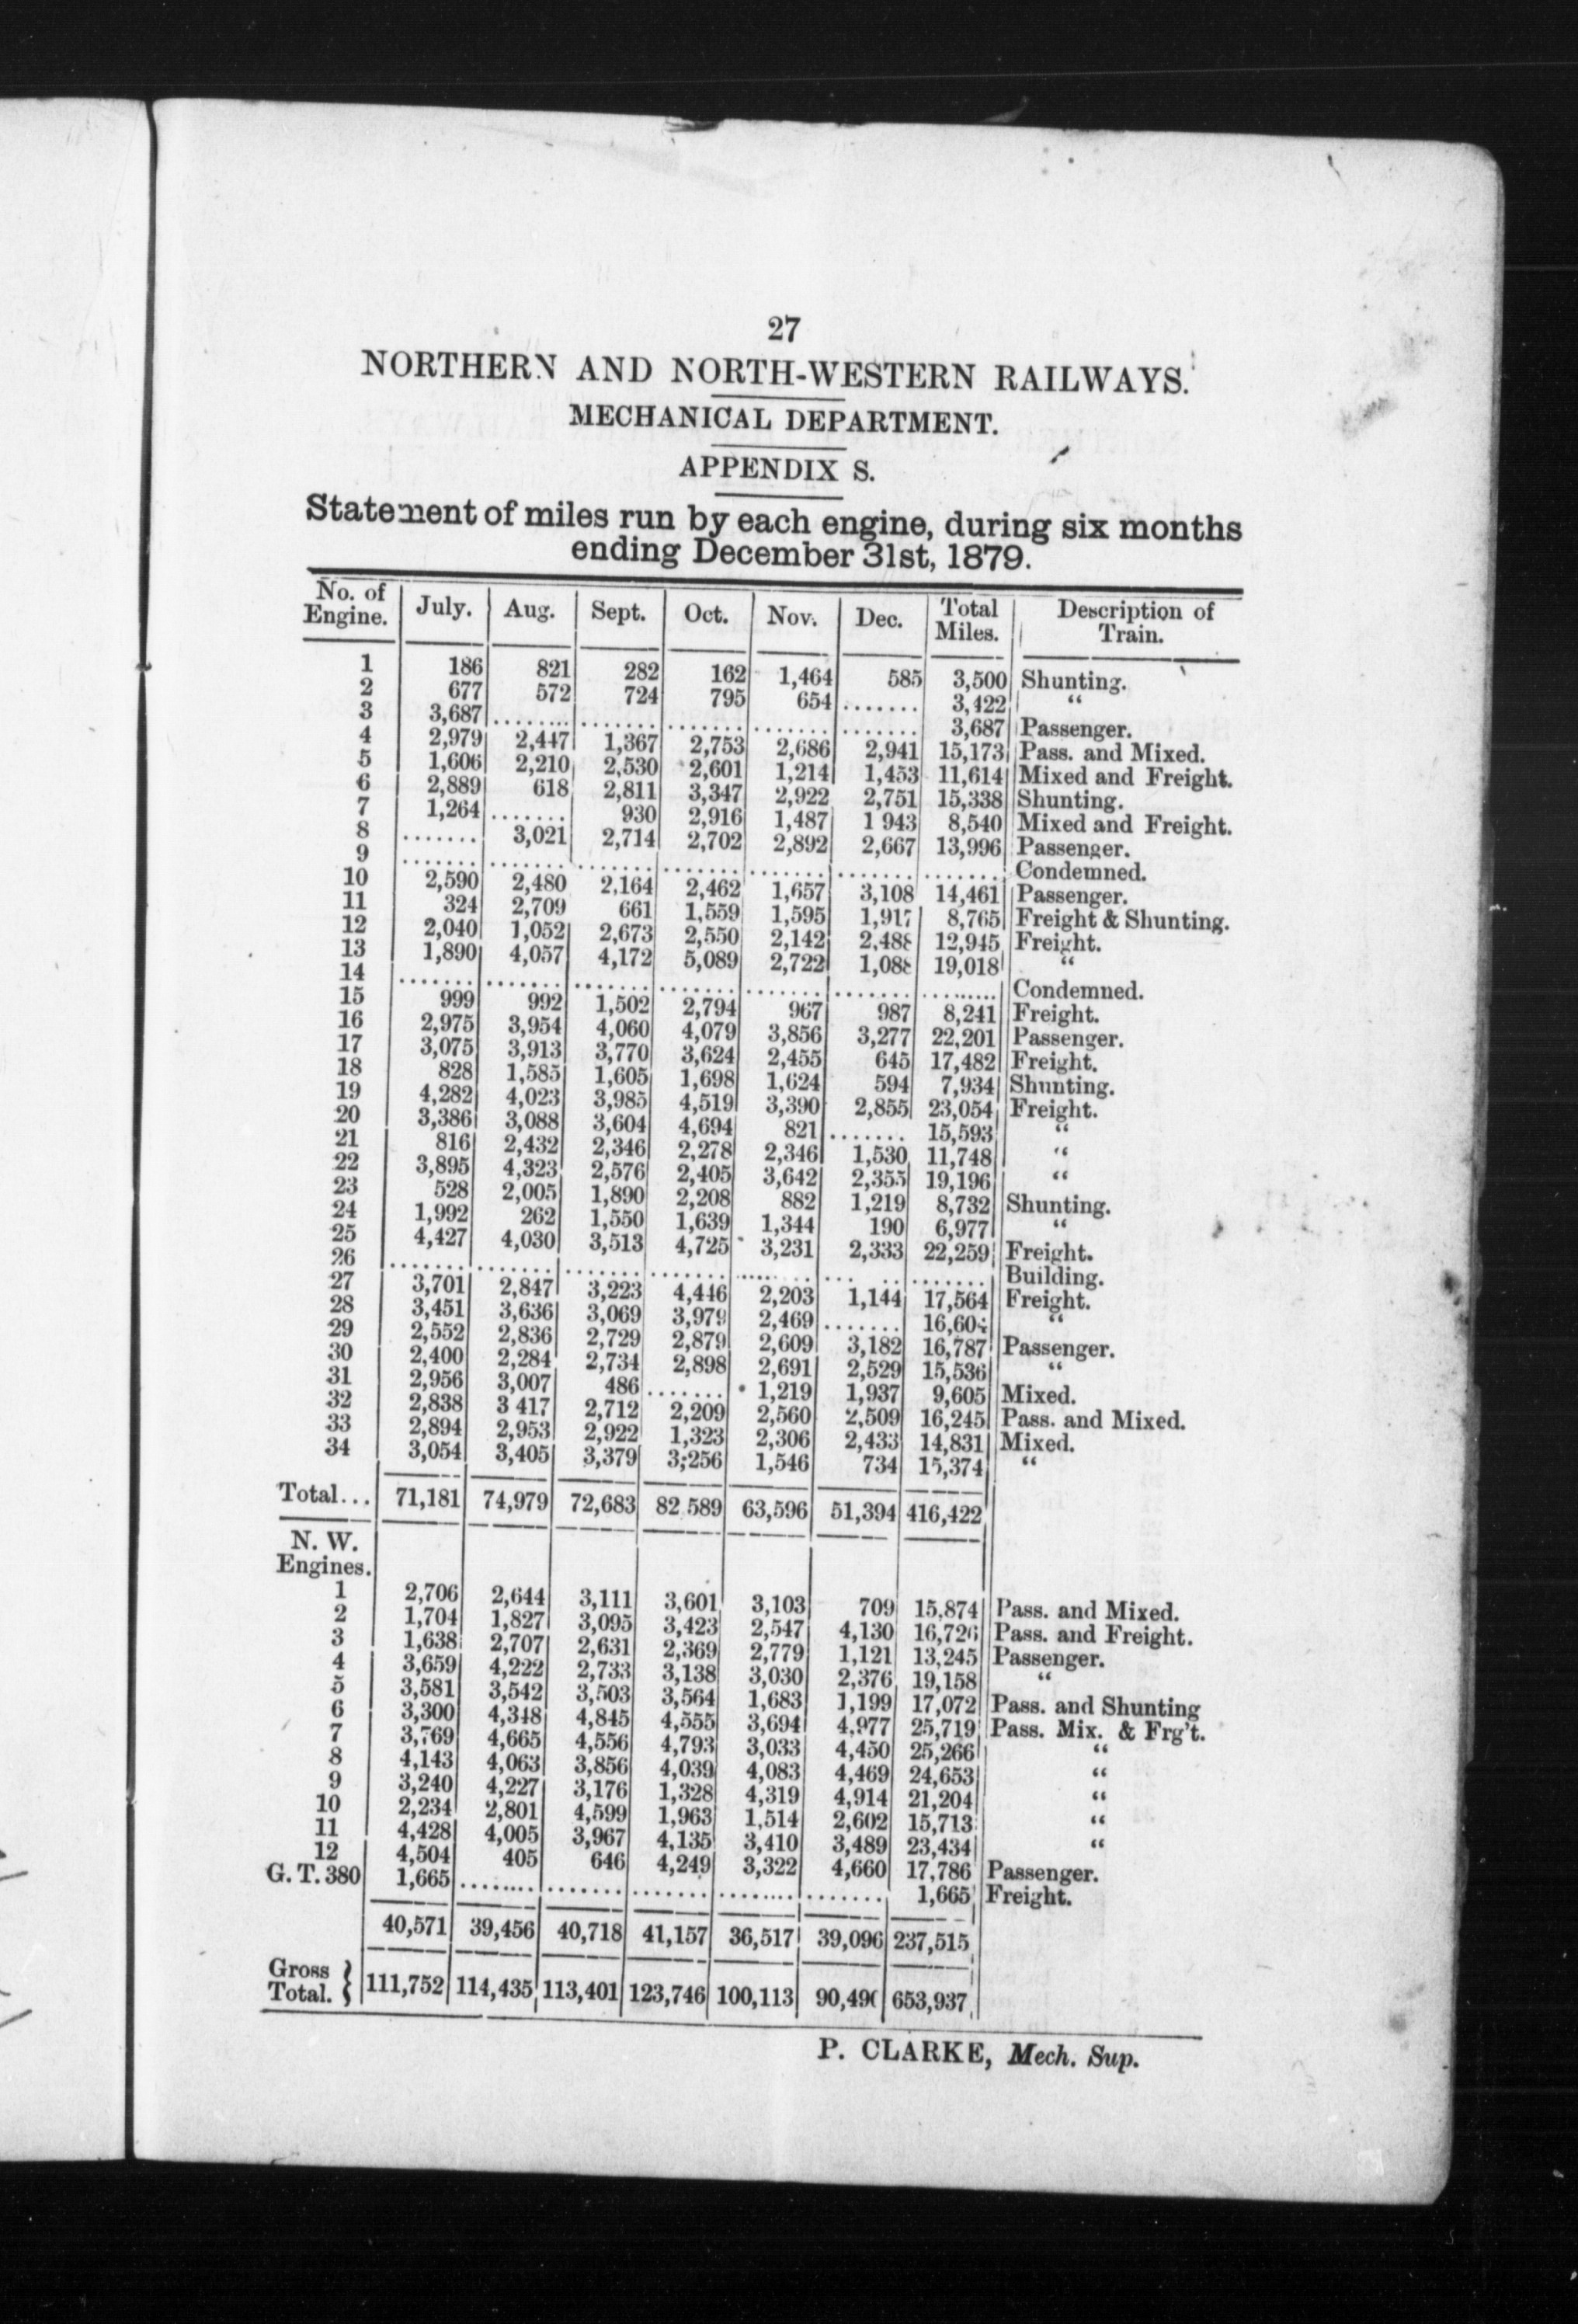 27
NORTHERN AND NORTH-WESTERN RAILWAYS.
MECHANICAL DEPARTMENT.
APPENDIX S.
Statement of miles run by each engine, during six months
ending December 31st, 1879.
No. of Engine. July. Aug. Sept. Oct. Nov. Dec. Total Miles. Description of Train.
1 186 821 282 162 1,464 585 3,500 Shunting.
2 677 572 724 795 654 ....... 3,422 “
3 3,687 ........ ....... ....... ....... ....... 3,687 Passenger.
4 2,979 2,447 1,367 2,753 2,686 2,941 15,173 Pass. and Mixed.
5 1,606 2,210 2,530 2,601 1,214 1,453 11,614 Mixed and Freight.
6 2,889 618 2,811 3,347 2,922 2,751 15,338 Shunting.
7 1,264 ....... 930 2,916 1,487 1 943 8,540 Mixed and Freight.
8 ....... 3,021 2,714 2,702 2,892 2,667 13,996 Passenger.
9 ....... ....... ....... ....... ....... ....... ....... Condemned.
10 2,590 2,480 2,164 2,462 1,657 3,108 14,461 Passenger.
11 324 2,709 661 1,559 1,595 1,917 8,765 Freight & Shunting.
12 2,040 1,052 2,673 2,550 2,142 2,488 12,945 Freight.
13 1,890 4,057 4,172 5,089 2,722 1,088 19,018 “
14 ....... ....... ....... ....... ....... ....... ......... Condemned.
15 999 992 1,502 2,794 967 987 8,241 Freight.
16 2,975 3,954 4,060 4,079 3,856 3,277 22,201 Passenger.
17 3,075 3,913 3,770 3,624 2,455 645 17,482 Freight.
18 828 1,585 1,605 1,698 1,624 594 7,934 Shunting.
19 4,282 4,023 3,985 4,519 3,390 2,855 23,054 Freight.
20 3,386 3,088 3,604 4,694 821 ....... 15,593 “
21 816 2,432 2,346 2,278 2,346 1,530 11,748 “
22 3,895 4,323 2,576 2,405 3,642 2,355 19,196 “
23 528 2,005 1,890 2,208 882 1,219 8,732 Shunting.
24 1,992 262 1,550 1,639 1,344 190 6,977 “
25 4,427 4,030 3,513 4,725 3,231 2,333 22,259 Freight.
26 ....... ....... ....... ....... ....... ....... ....... Building.
27 3,701 2,847 3,223 4,446 2,203 1,144 17,564 Freight.
28 3,451 3,636 3,069 3,979 2,469 ....... 16,604 “
29 2,552 2,836 2,729 2,879 2,609 3,182 16,787 Passenger.
30 2,400 2,284 2,734 2,898 2,691 2,529 15,536 “
31 2,956 3,007 486 ....... 1,219 1,937 9,605 Mixed.
32 2,838 3 417 2,712 2,209 2,560 2,509 16,245 Pass. and Mixed.
33 2,894 2,953 2,922 1,323 2,306 2,433 14,831 Mixed.
34 3,054 3,405 3,379 3,256 1,546 734 15,374 “
Total... 71,181 74,979 72,683 82 589 63,596 51,394 416,422
N. W.
Engines.
1 2,706 2,644 3,111 3,601 3,103 709 15,874 Pass. and Mixed.
2 1,704 1,827 3,095 3,423 2,547 4,130 16,726 Pass. and Freight.
3 1,638 2,707 2,631 2,369 2,779 1,121 13,245 Passenger.
4 3,659 4,222 2,733 3,138 3,030 2,376 19,158 “
5 3,581 3,542 3,503 3,564 1,683 1,199 17,072 Pass. and Shunting
6 3,300 4,348 4,845 4,555 3,694 4,977 25,719 Pass. Mix. & Frg't.
7 3,769 4,665 4,556 4,793 3,033 4,450 25,266 “
8 4,143 4,063 3,856 4,039 4,083 4,469 24,653 “
9 3,240 4,227 3,176 1,328 4,319 4,914 21,204 “
10 2,234 2,801 4,599 1,963 1,514 2,602 15,713 “
11 4,428 4,005 3,967 4,135 3,410 3,489 23,434 “
12 4,504 405 646 4,249 3,322 4,660 17,786 Passenger.
G. T. 380 1,665 ........ ....... ....... ....... ....... 1,665 Freight.
40,571 39,456 40,718 41,157 36,517 39,096 237,515
Gross Total. } 111,752 114,435 113,401 123,746 100,113 90,490 653,937
P. CLARKE, Mech. Sup.